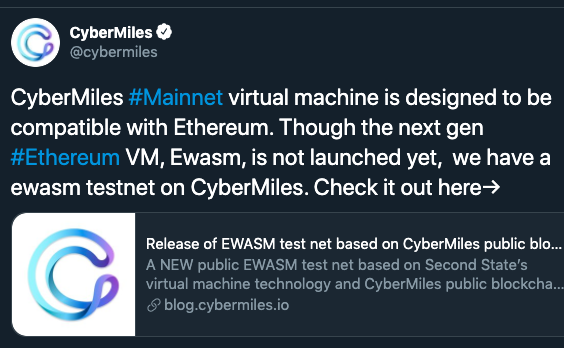 CyberMiles
@cybermiles
CyberMiles #Mainnet virtual machine is designed to be
compatible with Ethereum. Though the next gen
#Ethereum VM, Ewasm, is not launched yet,  we have a
ewasm testnet on CyberMiles. Check it out here→
Release of EWASM test net based on CyberMiles public blo...
A NEW public EWASM test net based on Second State's
virtual machine technology and CyberMiles public blockcha...
blog.cybermiles.io